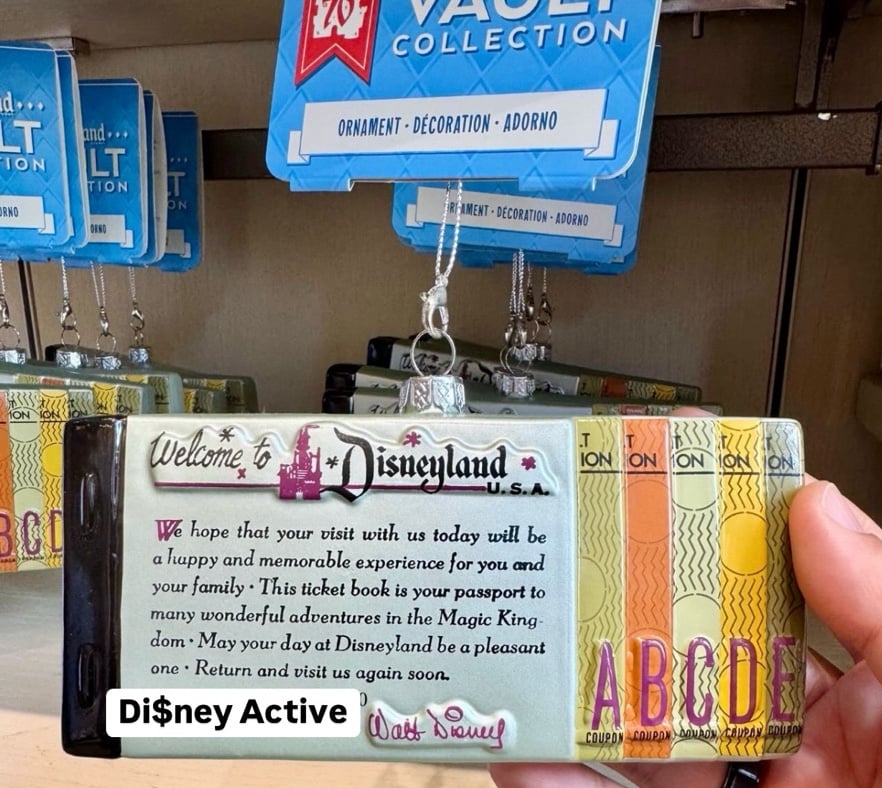 VAULT
COLLECTION
ORNAMENT · DÉCORATION · ADORNO
ORNAMENT · DÉCORATION · ADORNO
Welcome to Disneyland
U.S.A.
We hope that your visit with us today will be
a happy and memorable experience for you and
your family · This ticket book is your passport to
many wonderful adventures in the Magic King-
dom · May your day at Disneyland be a pleasant
one · Return and visit us again soon.
Di$ney Active
Walt Disney
A B C D E
COUPON COUPON COUPON COUPON COUPON